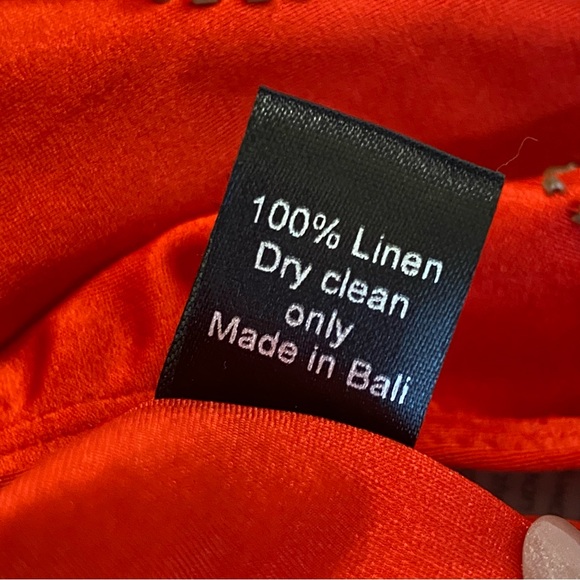 100% Linen
Dry clean
only
Made in Bali